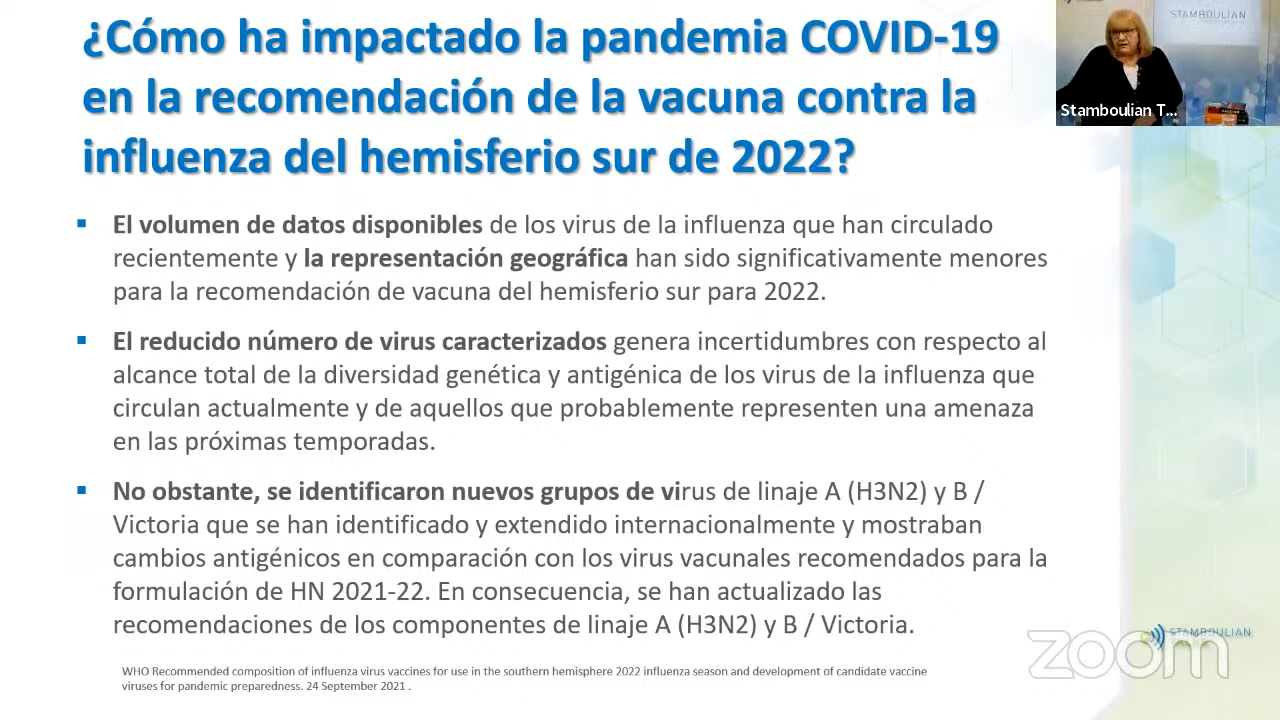 ¿Cómo ha impactado la pandemia COVID-19
en la recomendación de la vacuna contra la
influenza del hemisferio sur de 2022?
STAMBOULIAN
Stamboulian T...
▪ El volumen de datos disponibles de los virus de la influenza que han circulado
recientemente y la representación geográfica han sido significativamente menores
para la recomendación de vacuna del hemisferio sur para 2022.
▪ El reducido número de virus caracterizados genera incertidumbres con respecto al
alcance total de la diversidad genética y antigénica de los virus de la influenza que
circulan actualmente y de aquellos que probablemente representen una amenaza
en las próximas temporadas.
▪ No obstante, se identificaron nuevos grupos de virus de linaje A (H3N2) y B /
Victoria que se han identificado y extendido internacionalmente y mostraban
cambios antigénicos en comparación con los virus vacunales recomendados para la
formulación de HN 2021-22. En consecuencia, se han actualizado las
recomendaciones de los componentes de linaje A (H3N2) y B / Victoria.
STAMBOULIAN
zoom
WHO Recommended composition of influenza virus vaccines for use in the southern hemisphere 2022 influenza season and development of candidate vaccine
viruses for pandemic preparedness. 24 September 2021 .